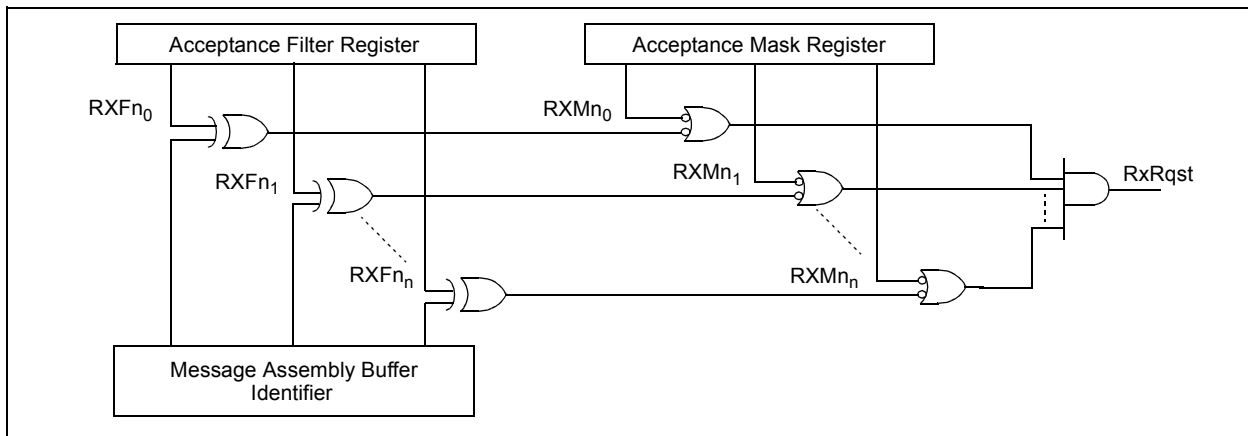 Acceptance Filter Register
Acceptance Mask Register
RXFn0
RXMn0
RXFn1
RXMn1
RxRqst
RXFnn
RXMnn
Message Assembly Buffer
Identifier